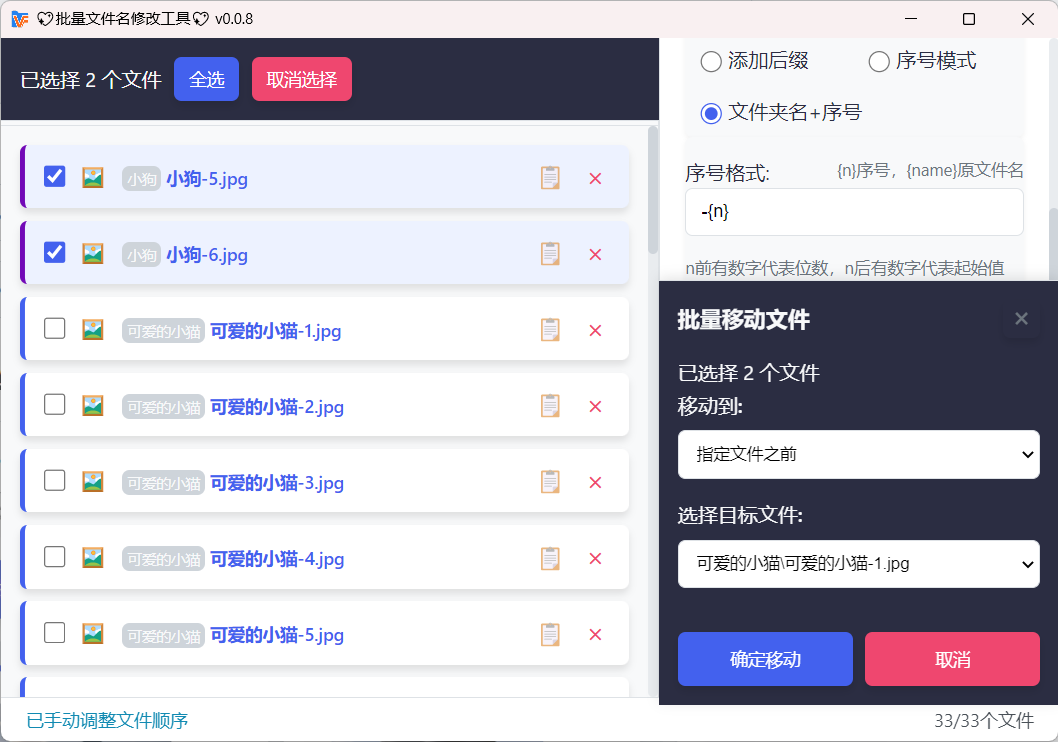 ♡批量文件名修改工具♡ v0.0.8
已选择 2 个文件 全选 取消选择
小狗 小狗-5.jpg
小狗 小狗-6.jpg
可爱的小猫 可爱的小猫-1.jpg
可爱的小猫 可爱的小猫-2.jpg
可爱的小猫 可爱的小猫-3.jpg
可爱的小猫 可爱的小猫-4.jpg
可爱的小猫 可爱的小猫-5.jpg
已手动调整文件顺序
添加后缀 序号模式
文件夹名+序号
序号格式: {n}序号，{name}原文件名
-{n}
n前有数字代表位数，n后有数字代表起始值
批量移动文件
已选择 2 个文件
移动到:
指定文件之前
选择目标文件:
可爱的小猫\可爱的小猫-1.jpg
确定移动 取消
33/33个文件